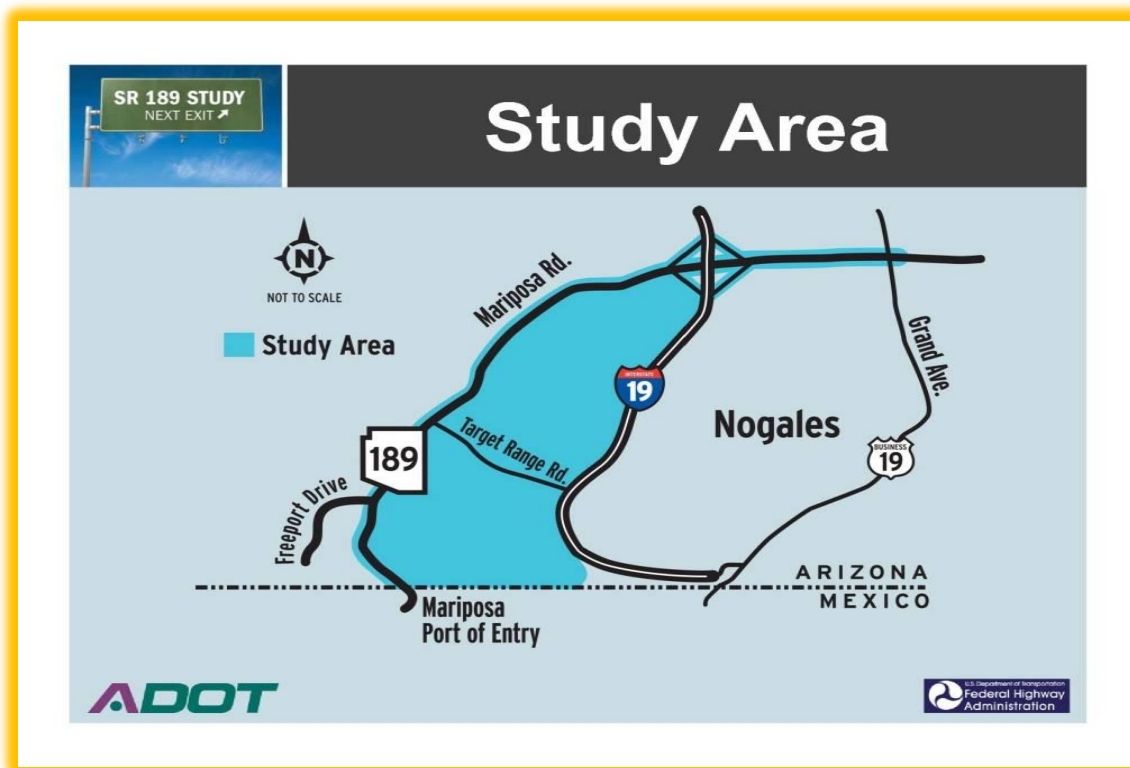 SR 189 STUDY
NEXT EXIT
Study Area
N
NOT TO SCALE
Study Area
Mariposa Rd.
INTERSTATE
19
Grand Ave.
Nogales
BUSINESS
19
Target Range Rd.
189
Freeport Drive
ARIZONA
MEXICO
Mariposa
Port of Entry
ADOT
U.S. Department of Transportation
Federal Highway
Administration